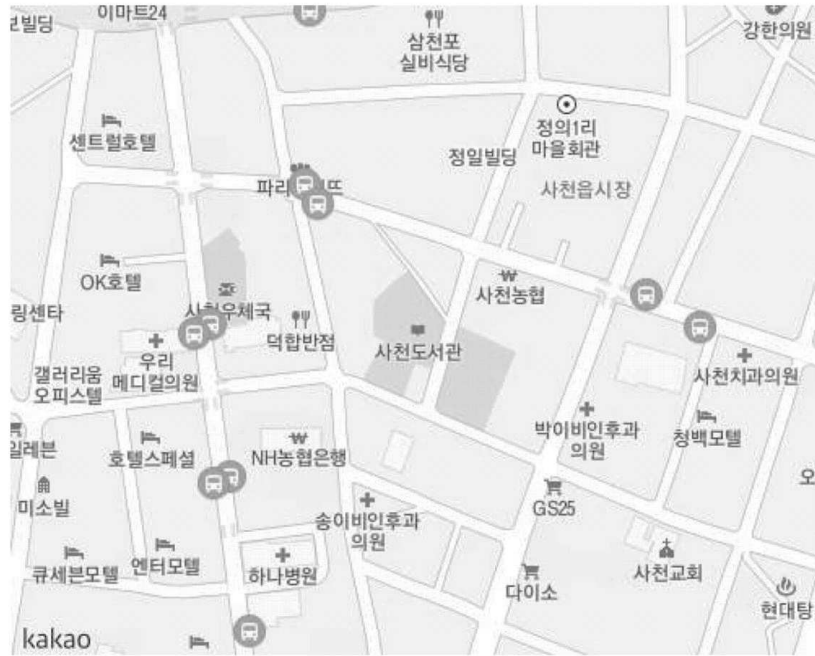 이마트24
보빌딩
삼천포
실비식당
강한의원
센트럴호텔
정의1리
마을회관
정일빌딩
사천읍시장
OK호텔
사천농협
링센타
덕합반점
사천도서관
우리
메디컬의원
갤러리움
오피스텔
사천치과의원
박이비인후과
의원
청백모텔
일레븐
호텔스페셜
NH농협은행
미소빌
GS25
송이비인후과
의원
큐세븐모텔
엔터모텔
하나병원
사천교회
다이소
현대탕
kakao